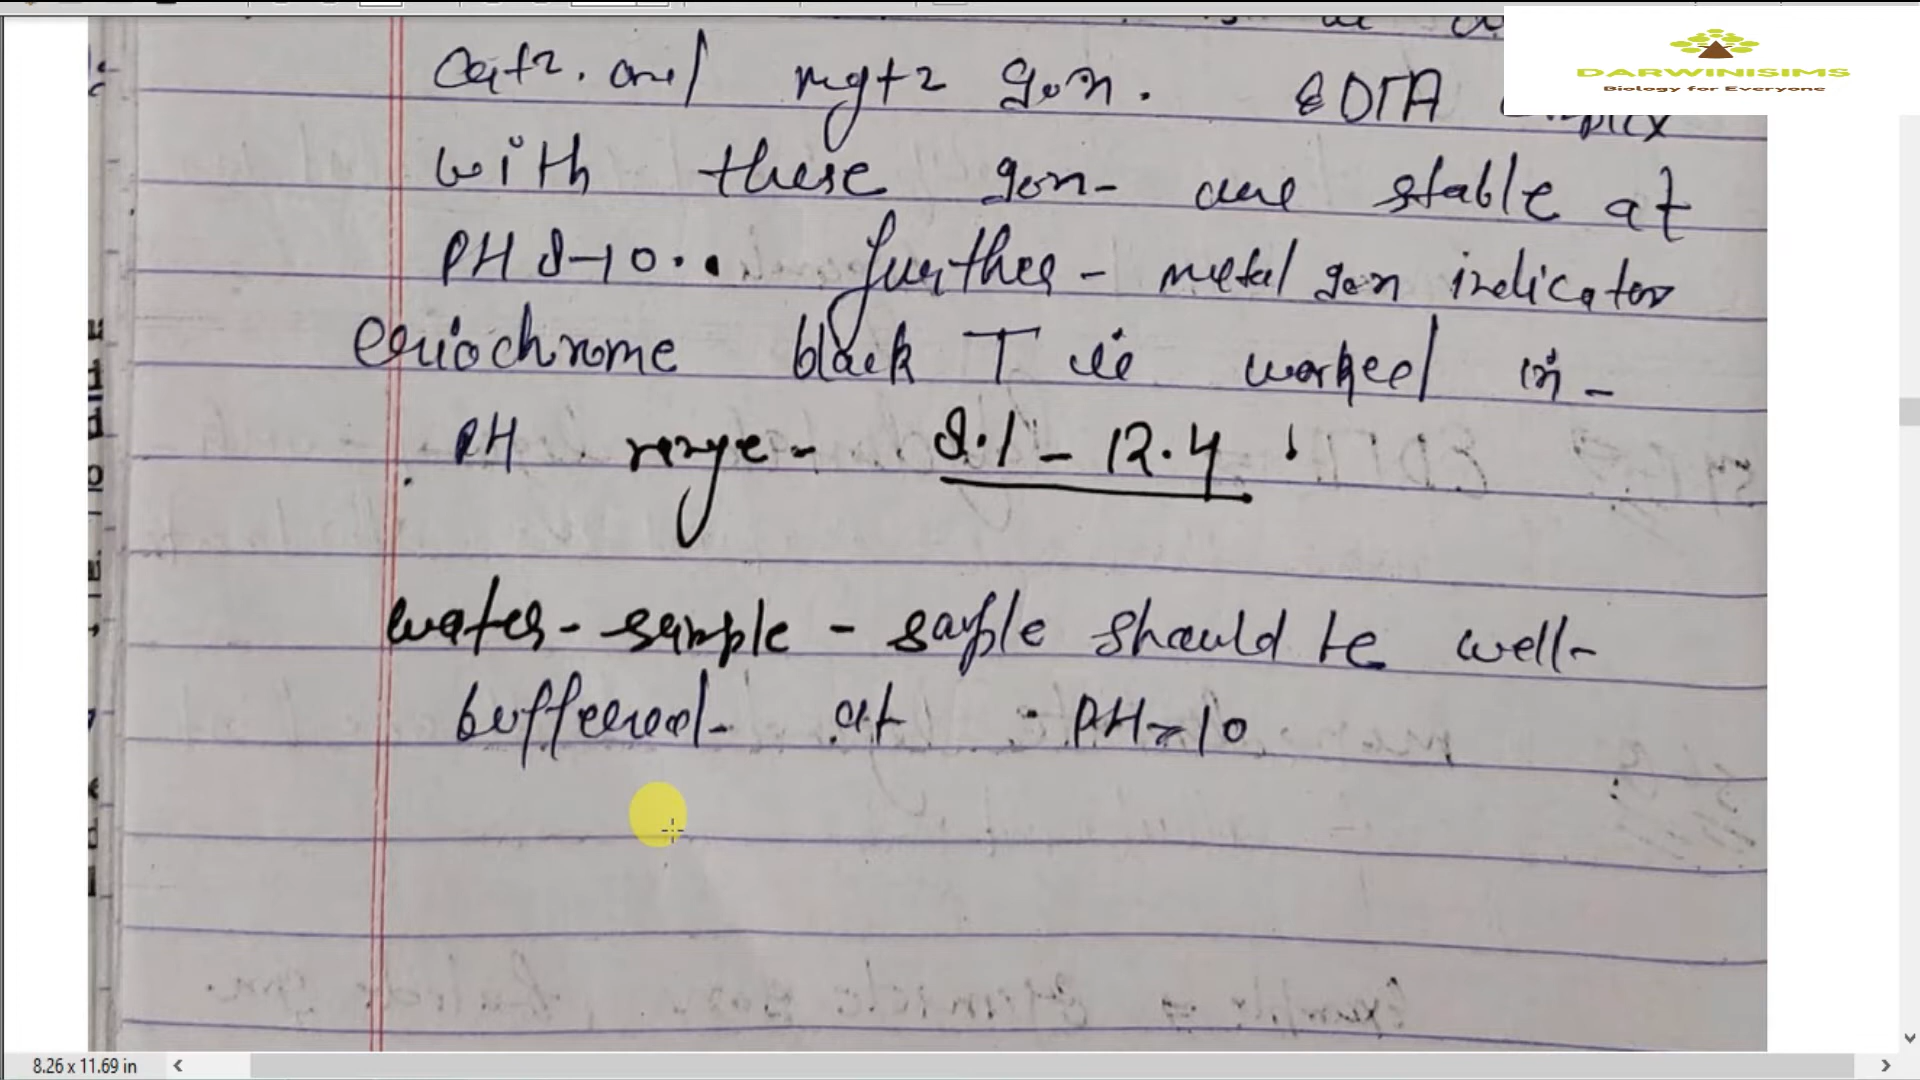 DARWINISIMS
Biology for Everyone
Ca+2. and mg+2 Ion. EDTA
with these Ion- are stable at
PH 8-10.. further - metal Ion indicator
eriochrome black T is worked in -
PH range - 8.1 - 12.4
water - sample - sample should be well-
buffered - at PH-10
8.26 x 11.69 in